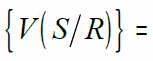 {V(S/R)} =